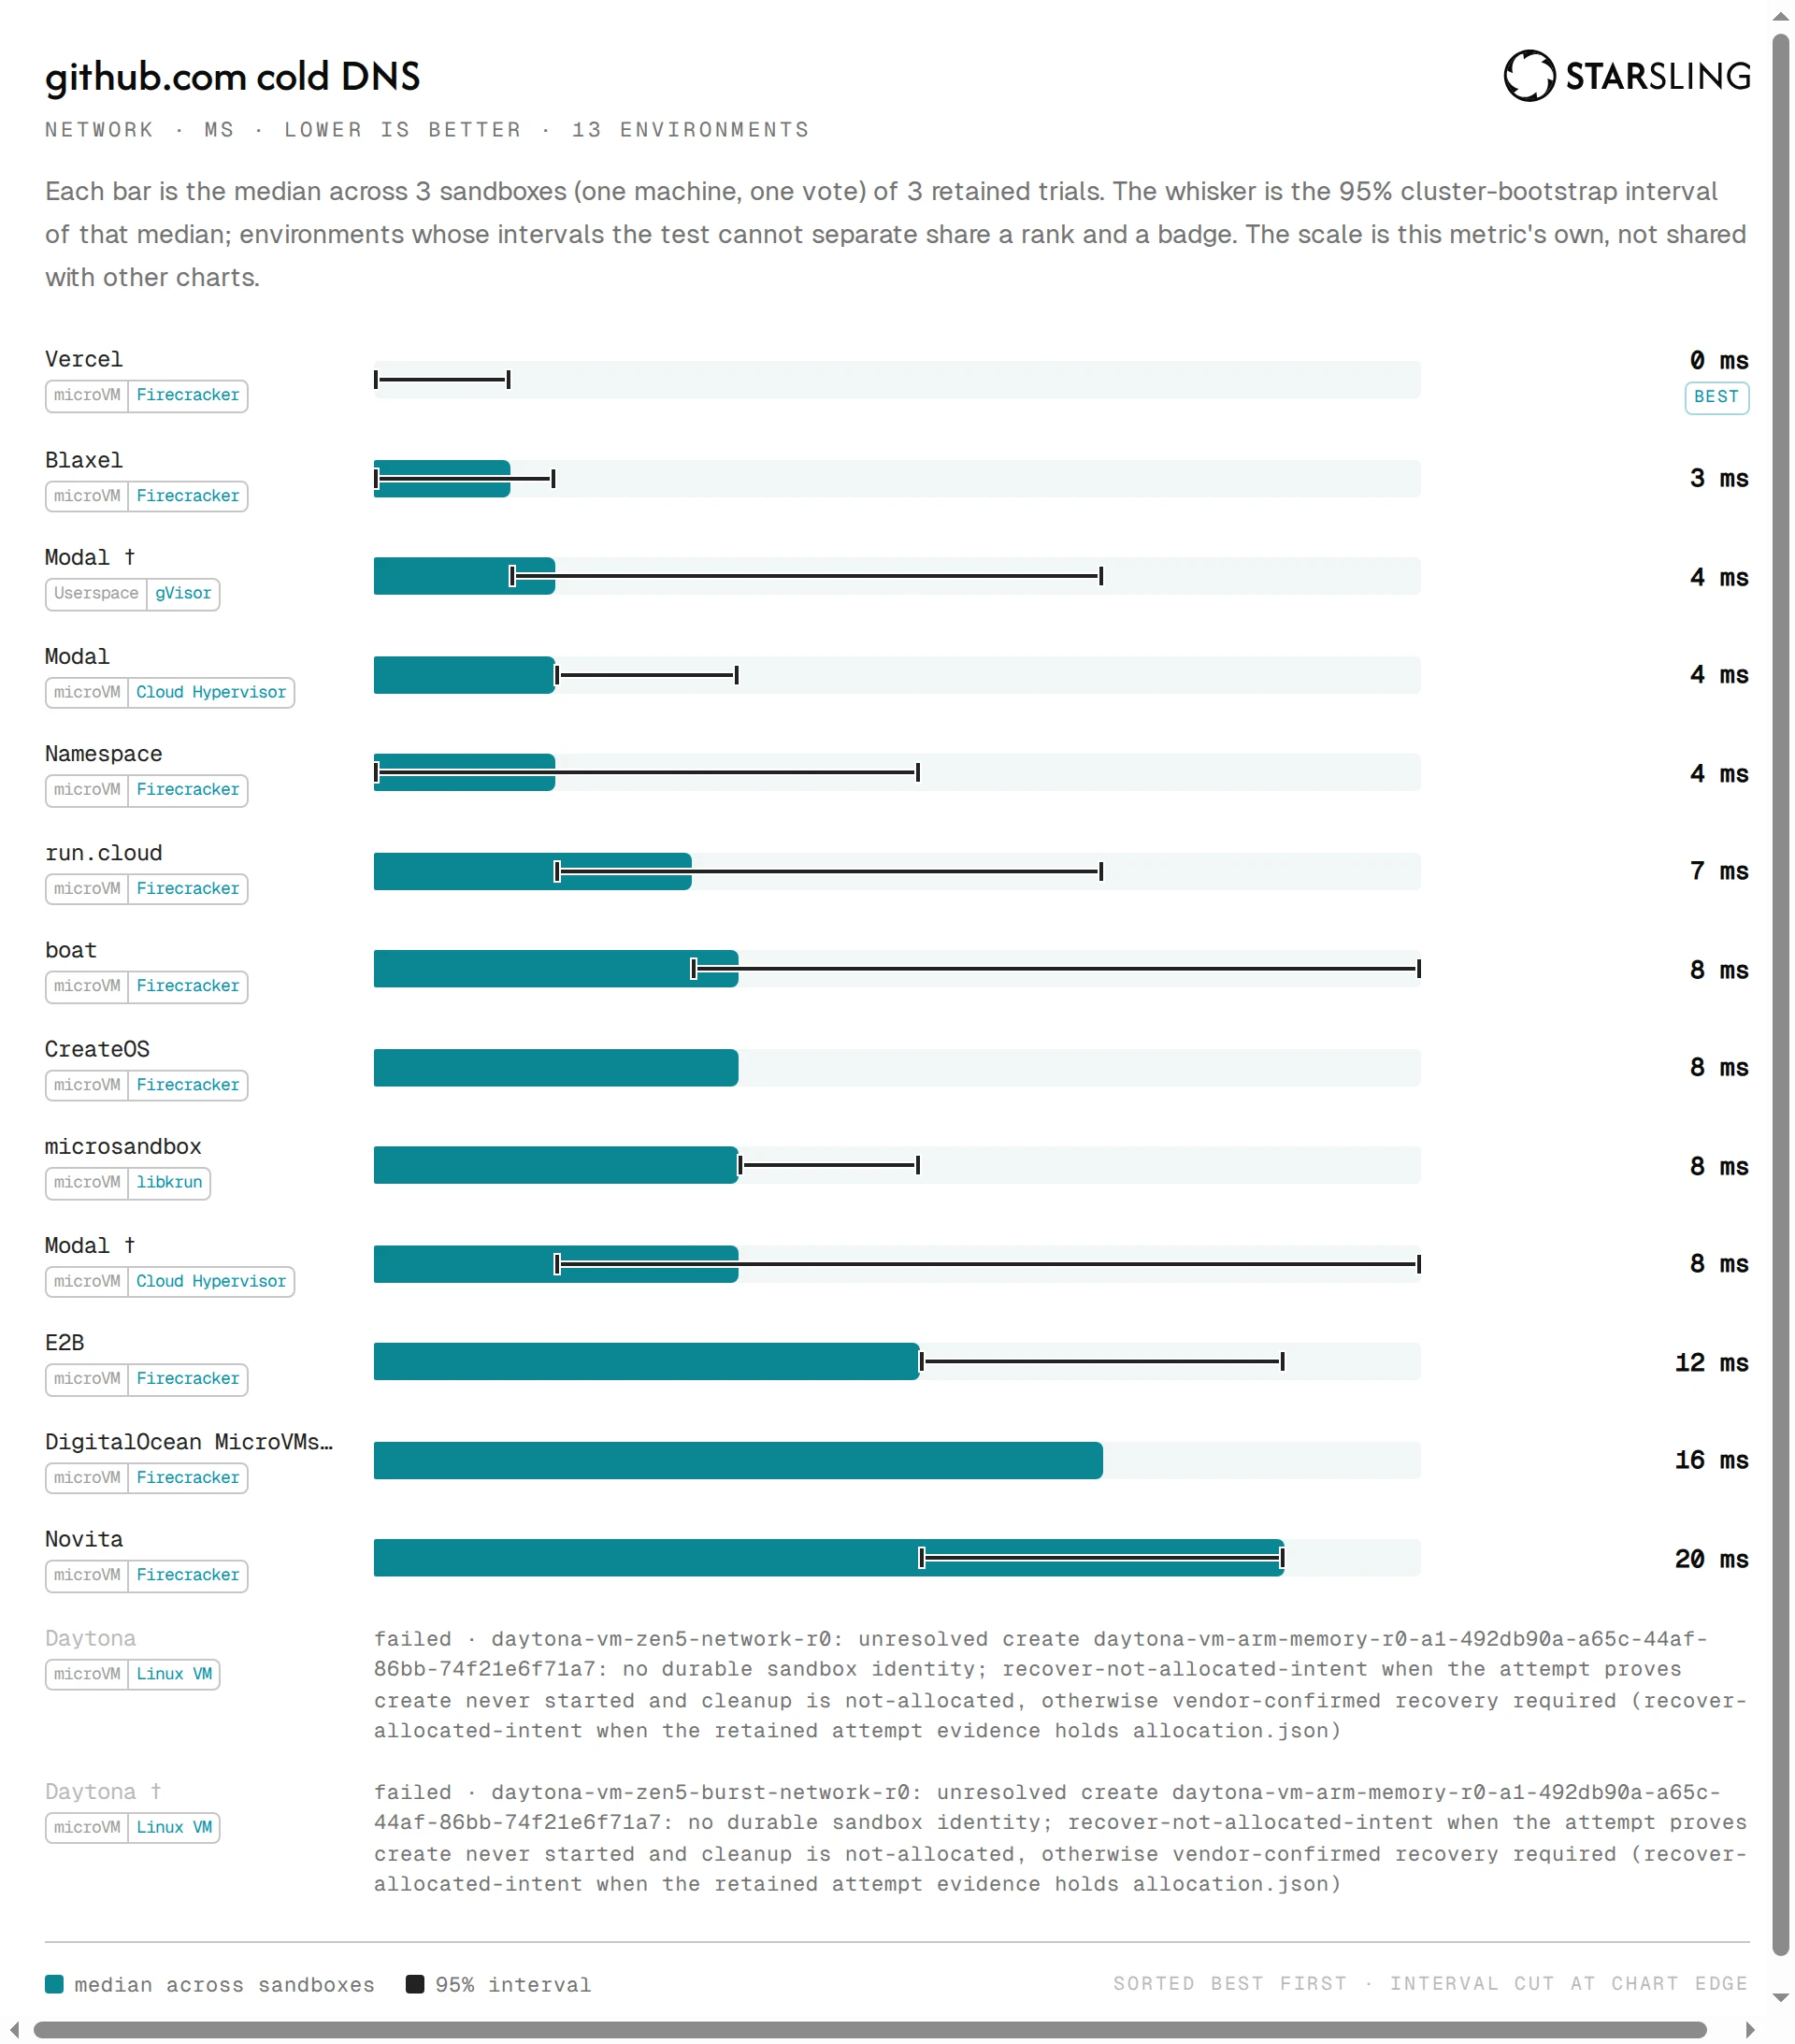 github.com cold DNS
STARSLING
NETWORK · MS · LOWER IS BETTER · 13 ENVIRONMENTS
Each bar is the median across 3 sandboxes (one machine, one vote) of 3 retained trials. The whisker is the 95% cluster-bootstrap interval
of that median; environments whose intervals the test cannot separate share a rank and a badge. The scale is this metric's own, not shared
with other charts.
Vercel
microVM Firecracker
0 ms
BEST
Blaxel
microVM Firecracker
3 ms
Modal †
Userspace gVisor
4 ms
Modal
microVM Cloud Hypervisor
4 ms
Namespace
microVM Firecracker
4 ms
run.cloud
microVM Firecracker
7 ms
boat
microVM Firecracker
8 ms
CreateOS
microVM Firecracker
8 ms
microsandbox
microVM libkrun
8 ms
Modal †
microVM Cloud Hypervisor
8 ms
E2B
microVM Firecracker
12 ms
DigitalOcean MicroVMs…
microVM Firecracker
16 ms
Novita
microVM Firecracker
20 ms
Daytona
microVM Linux VM
failed · daytona-vm-zen5-network-r0: unresolved create daytona-vm-arm-memory-r0-a1-492db90a-a65c-44af-
86bb-74f21e6f71a7: no durable sandbox identity; recover-not-allocated-intent when the attempt proves
create never started and cleanup is not-allocated, otherwise vendor-confirmed recovery required (recover-
allocated-intent when the retained attempt evidence holds allocation.json)
Daytona †
microVM Linux VM
failed · daytona-vm-zen5-burst-network-r0: unresolved create daytona-vm-arm-memory-r0-a1-492db90a-a65c-
44af-86bb-74f21e6f71a7: no durable sandbox identity; recover-not-allocated-intent when the attempt proves
create never started and cleanup is not-allocated, otherwise vendor-confirmed recovery required (recover-
allocated-intent when the retained attempt evidence holds allocation.json)
median across sandboxes
95% interval
SORTED BEST FIRST · INTERVAL CUT AT CHART EDGE